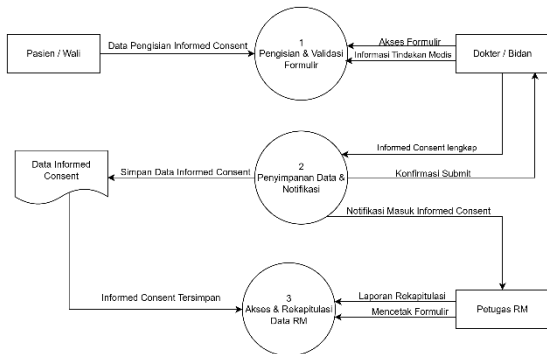 Pasien / Wali
Data Pengisian Informed Consent
1
Pengisian & Validasi
Formulir
Akses Formulir
Informasi Tindakan Medis
Dokter / Bidan
Informed Consent lengkap
Data Informed
Consent
Simpan Data Informed Consent
2
Penyimpanan Data &
Notifikasi
Konfirmasi Submit
Notifikasi Masuk Informed Consent
Informed Consent Tersimpan
3
Akses & Rekapitulasi
Data RM
Laporan Rekapitulasi
Mencetak Formulir
Petugas RM